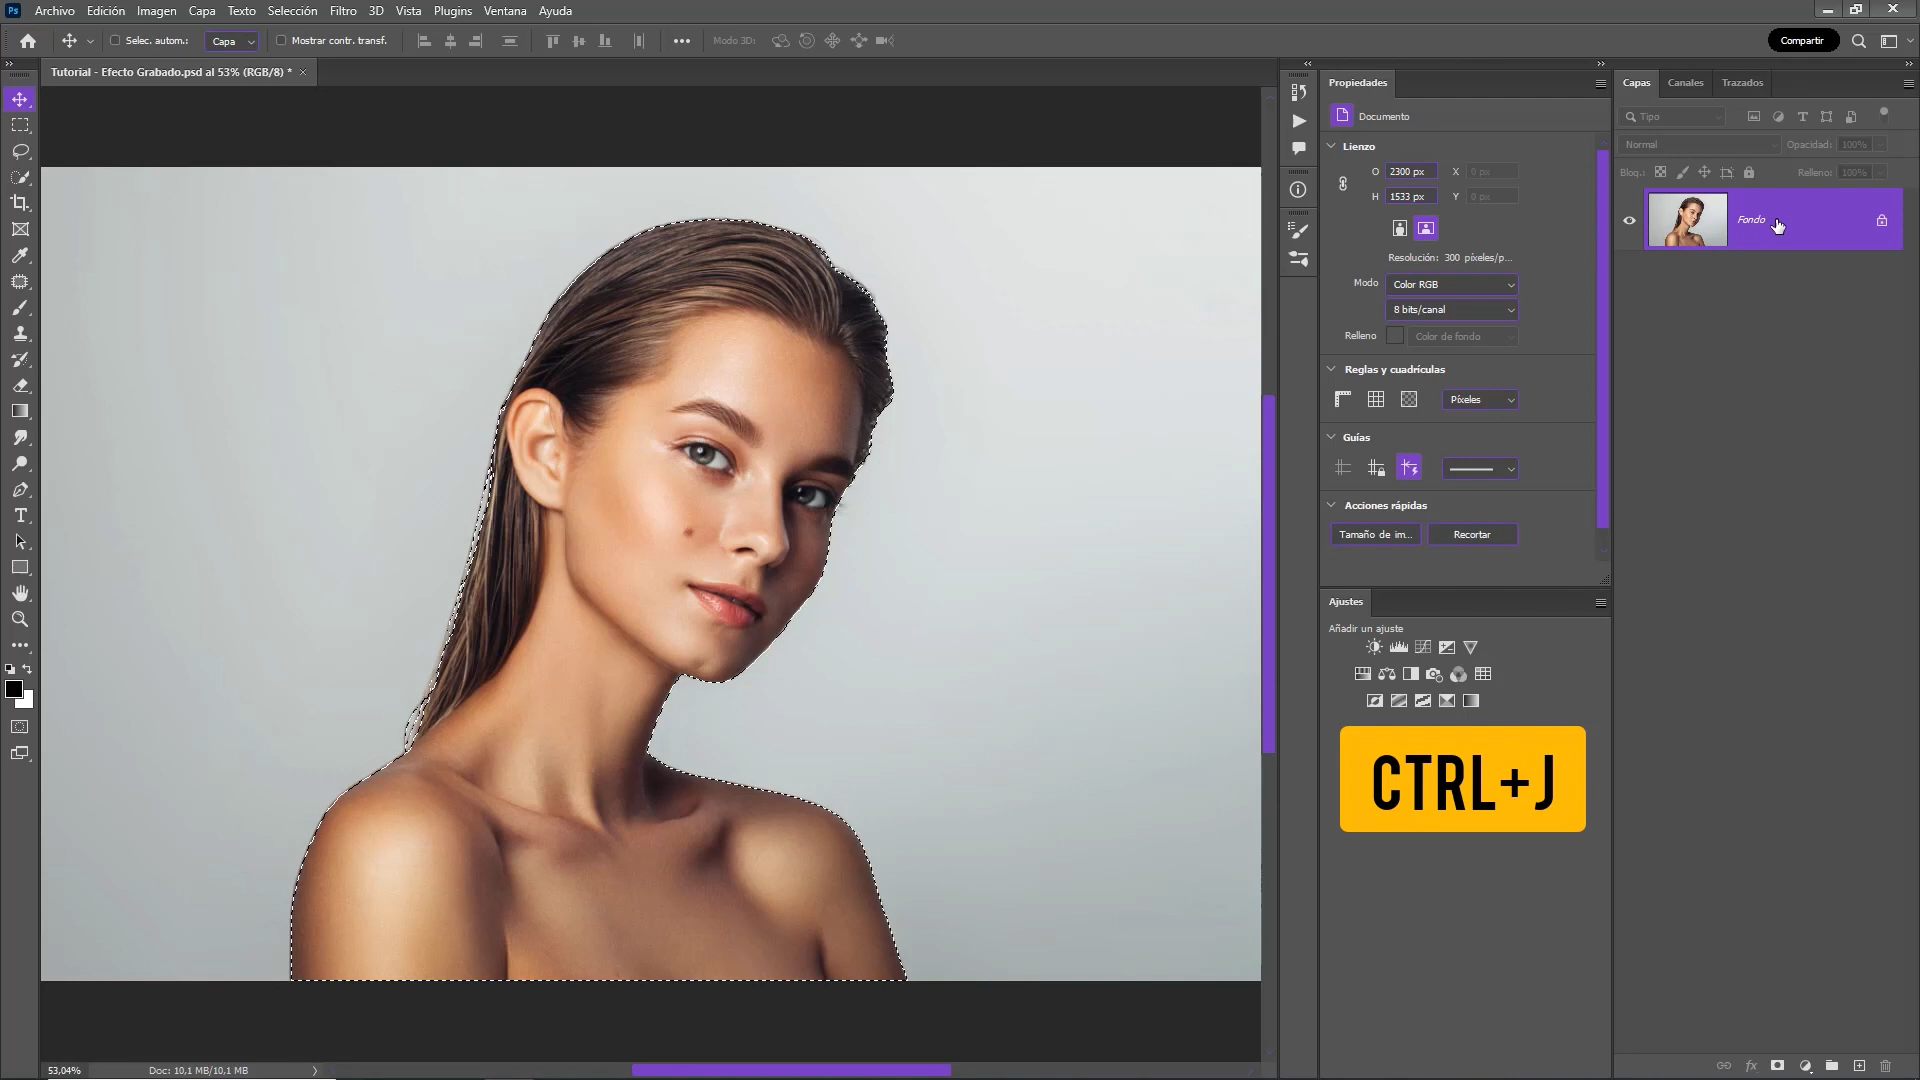 Ps Archivo Edición Imagen Capa Texto Selección Filtro 3D Vista Plugins Ventana Ayuda
Selec. autom.: Capa Mostrar contr. transf. Modo 3D: Compartir
Tutorial - Efecto Grabado.psd al 53% (RGB/8) *
Propiedades
Documento
Lienzo
O 2300 px X 0 px
H 1533 px Y 0 px
Resolución: 300 píxeles/p...
Modo Color RGB
8 bits/canal
Relleno Color de fondo
Reglas y cuadrículas
Píxeles
Guías
Acciones rápidas
Tamaño de im... Recortar
Ajustes
Añadir un ajuste
CTRL+J
Capas Canales Trazados
Tipo
Normal Opacidad: 100%
Bloq.: Relleno: 100%
Fondo
53,04% Doc: 10,1 MB/10,1 MB